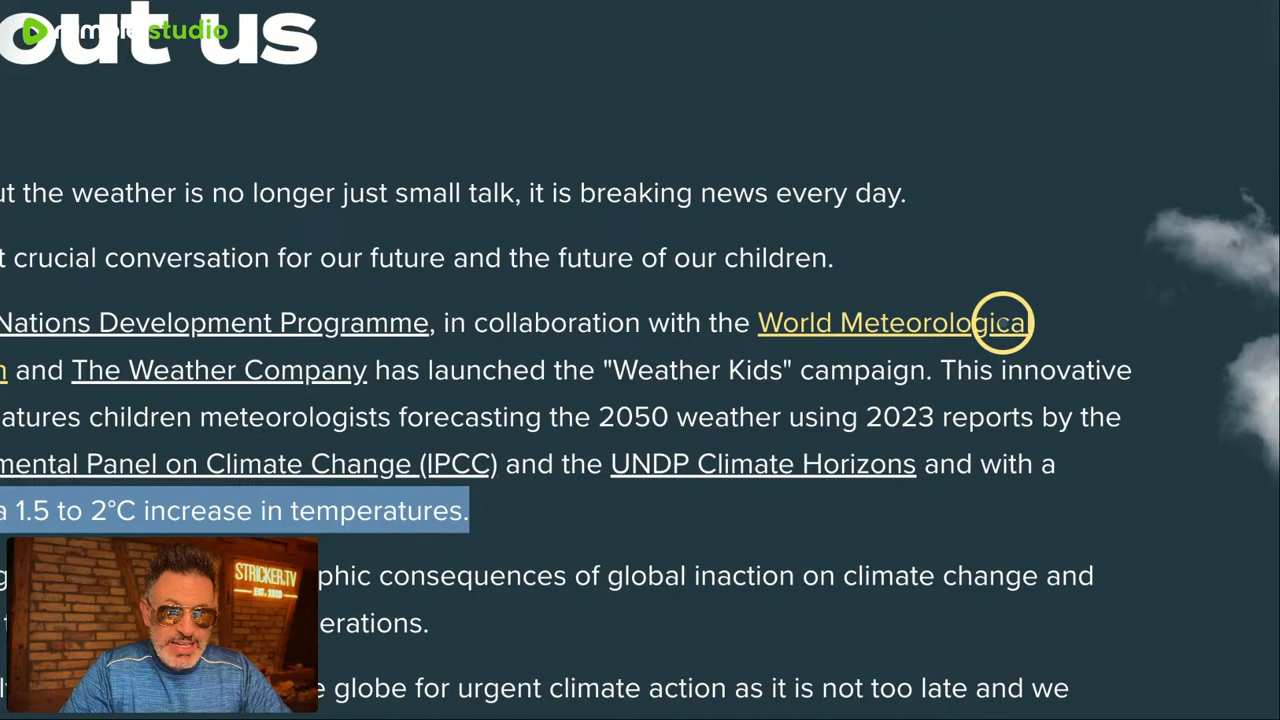 out us
rumble studio
ut the weather is no longer just small talk, it is breaking news every day.
t crucial conversation for our future and the future of our children.
Nations Development Programme, in collaboration with the World Meteorological
n and The Weather Company has launched the "Weather Kids" campaign. This innovative
atures children meteorologists forecasting the 2050 weather using 2023 reports by the
mental Panel on Climate Change (IPCC) and the UNDP Climate Horizons and with a
a 1.5 to 2°C increase in temperatures.
phic consequences of global inaction on climate change and
erations.
e globe for urgent climate action as it is not too late and we
STRICKER.TV
EST. 2020